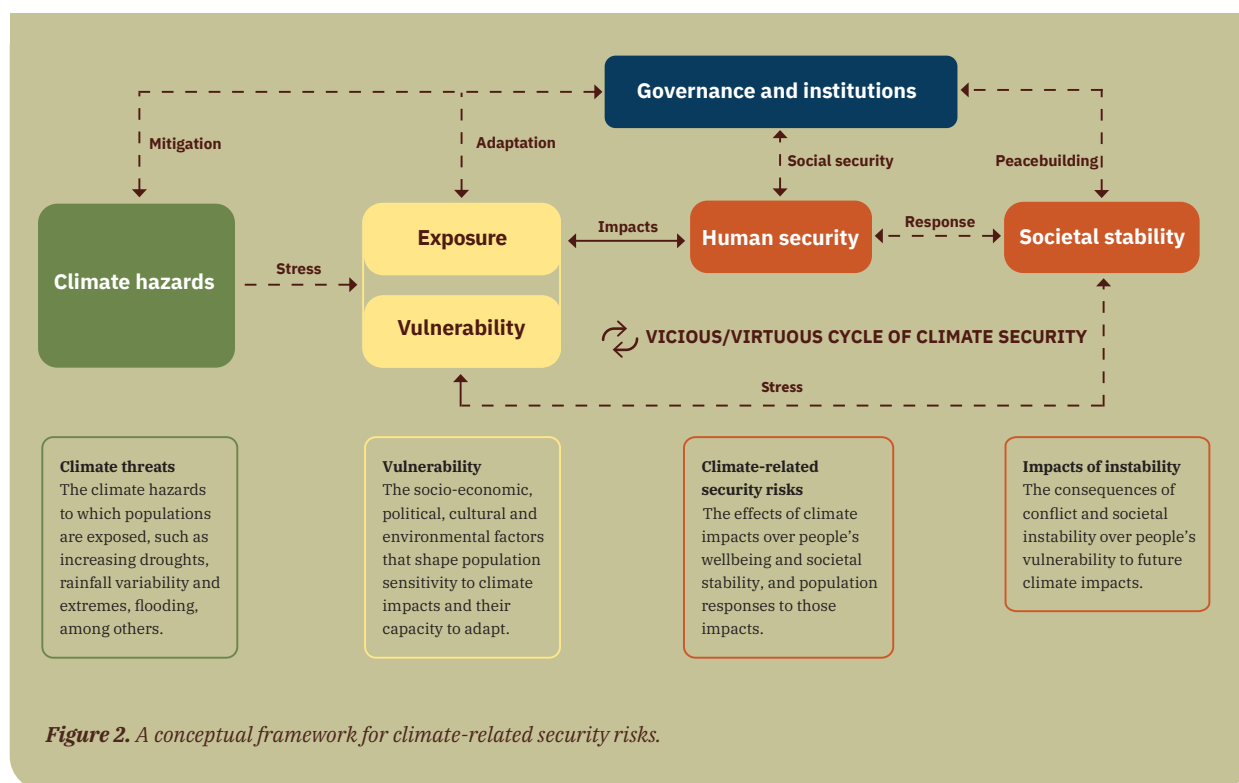 Governance and institutions
Mitigation
Adaptation
Social security
Peacebuilding
Climate hazards
Stress
Exposure
Vulnerability
Impacts
Human security
Response
Societal stability
VICIOUS/VIRTUOUS CYCLE OF CLIMATE SECURITY
Stress
Climate threats
The climate hazards
to which populations
are exposed, such as
increasing droughts,
rainfall variability and
extremes, flooding,
among others.
Vulnerability
The socio-economic,
political, cultural and
environmental factors
that shape population
sensitivity to climate
impacts and their
capacity to adapt.
Climate-related
security risks
The effects of climate
impacts over people’s
wellbeing and societal
stability, and population
responses to those
impacts.
Impacts of instability
The consequences of
conflict and societal
instability over people’s
vulnerability to future
climate impacts.
Figure 2. A conceptual framework for climate-related security risks.